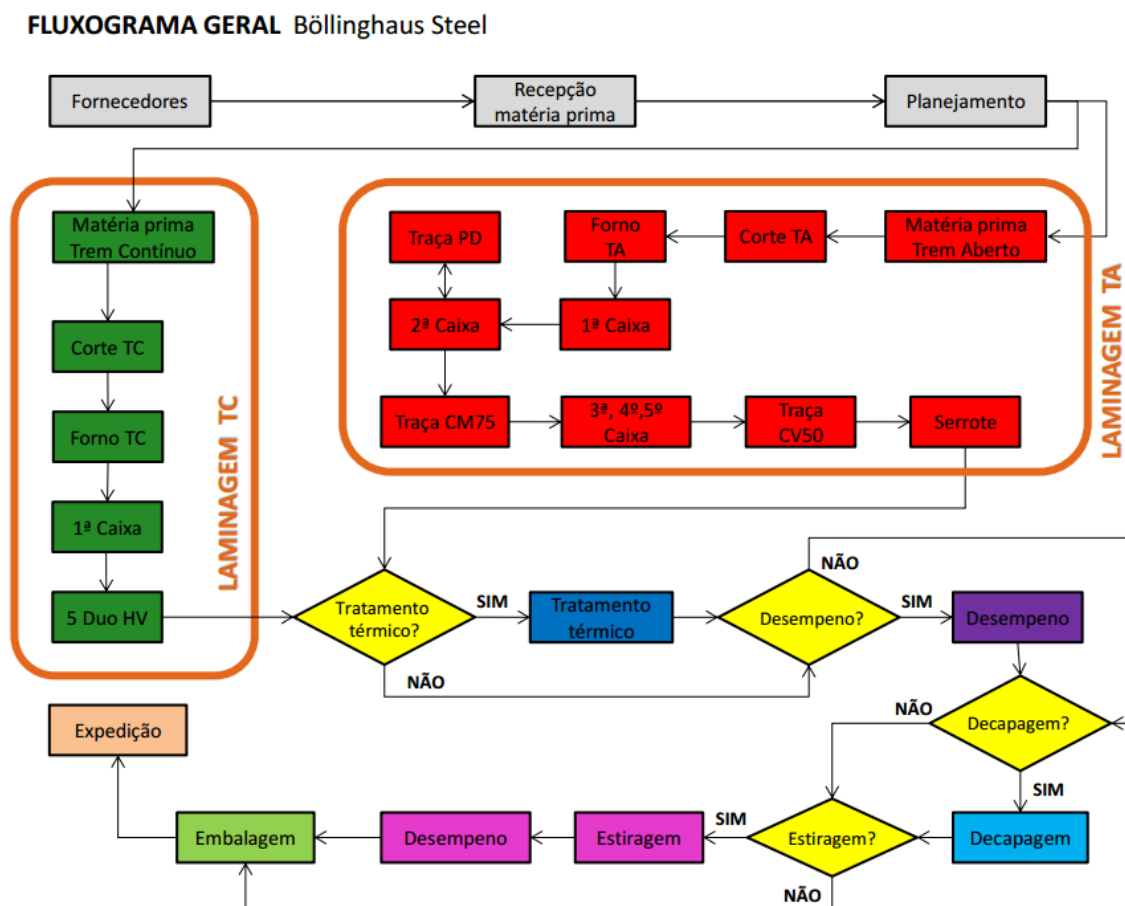 FLUXOGRAMA GERAL Böllinghaus Steel
Fornecedores
Recepção
matéria prima
Planejamento
Matéria prima
Trem Contínuo
Corte TC
Forno TC
1ª Caixa
5 Duo HV
LAMINAGEM TC
Traça PD
Forno
TA
Corte TA
Matéria prima
Trem Aberto
2ª Caixa
1ª Caixa
Traça CM75
3ª, 4º,5º
Caixa
Traça
CV50
Serrote
LAMINAGEM TA
Tratamento
térmico?
SIM
NÃO
Tratamento
térmico
Desempeno?
NÃO
SIM
Desempeno
Decapagem?
NÃO
SIM
Decapagem
Estiragem?
SIM
NÃO
Estiragem
Desempeno
Embalagem
Expedição